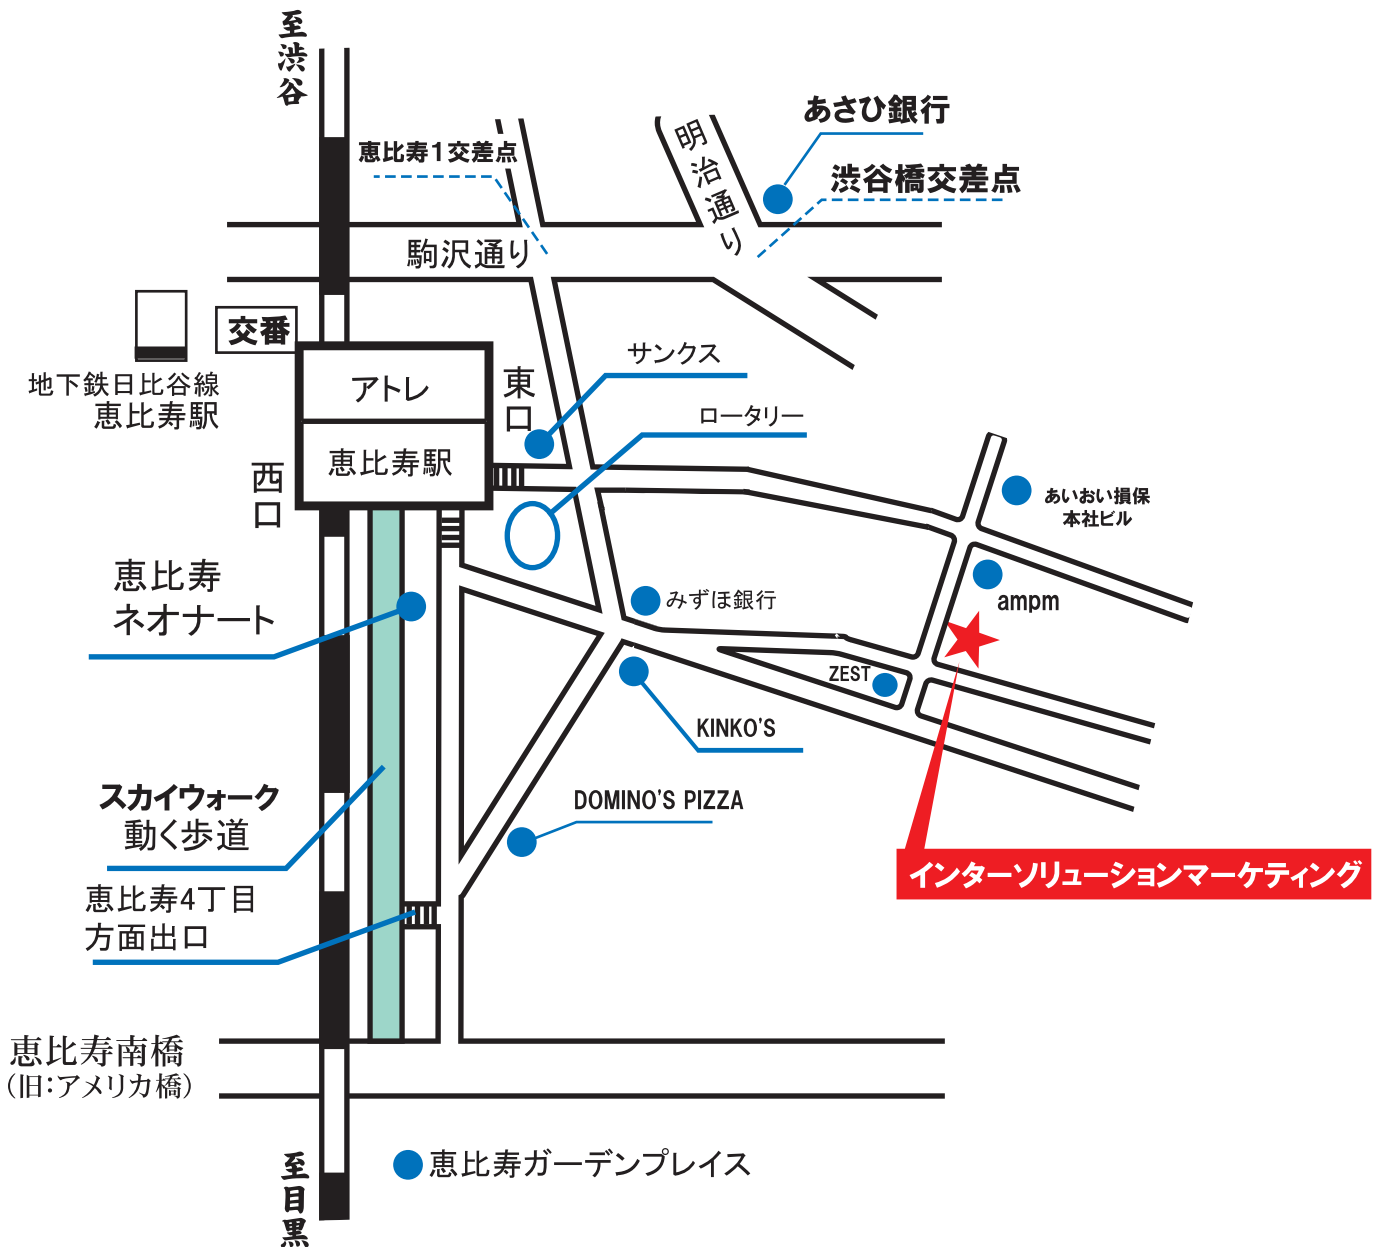 至渋谷
あさひ銀行
恵比寿1交差点
明治通り
渋谷橋交差点
駒沢通り
交番
サンクス
地下鉄日比谷線
恵比寿駅
アトレ
東口
ロータリー
恵比寿駅
西口
あいおい損保
本社ビル
恵比寿
ネオナート
みずほ銀行
ampm
ZEST
KINKO'S
スカイウォーク
動く歩道
DOMINO'S PIZZA
インターソリューションマーケティング
恵比寿4丁目
方面出口
恵比寿南橋
（旧：アメリカ橋）
恵比寿ガーデンプレイス
至目黒